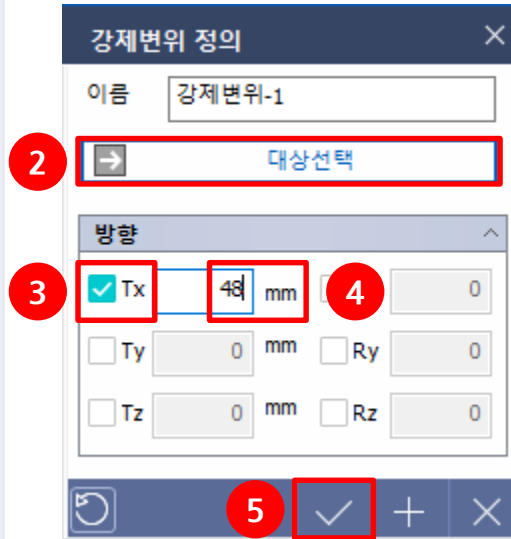 강제변위 정의
이름 강제변위-1
2 대상선택
방향
3 Tx 48 mm 4 0
Ty 0 mm Ry 0
Tz 0 mm Rz 0
5